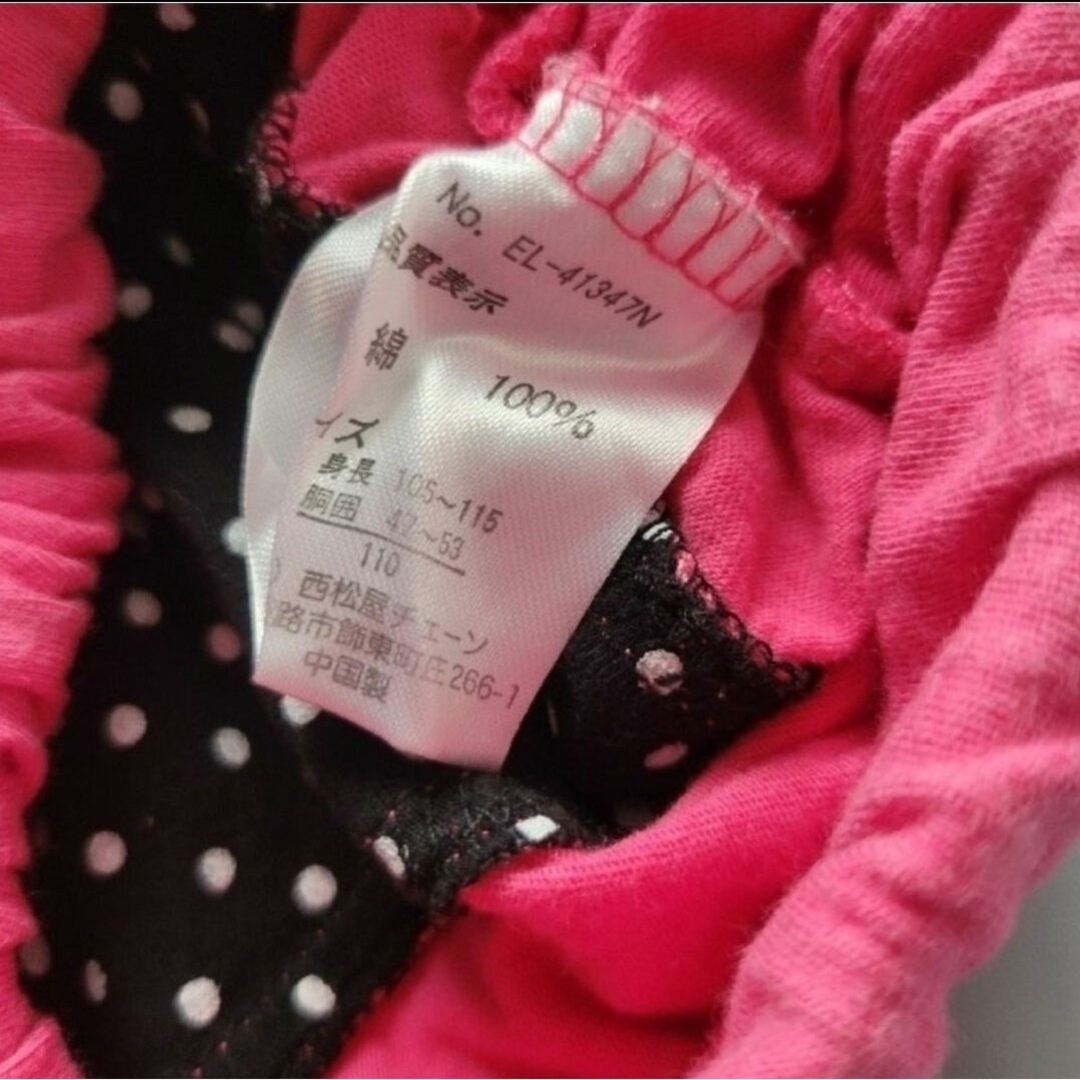 No. EL-41347N
品質表示
綿 100%
イズ
身長 105~115
胴囲 47~53
110
西松屋チェーン
路市飾東町庄266-1
中国製